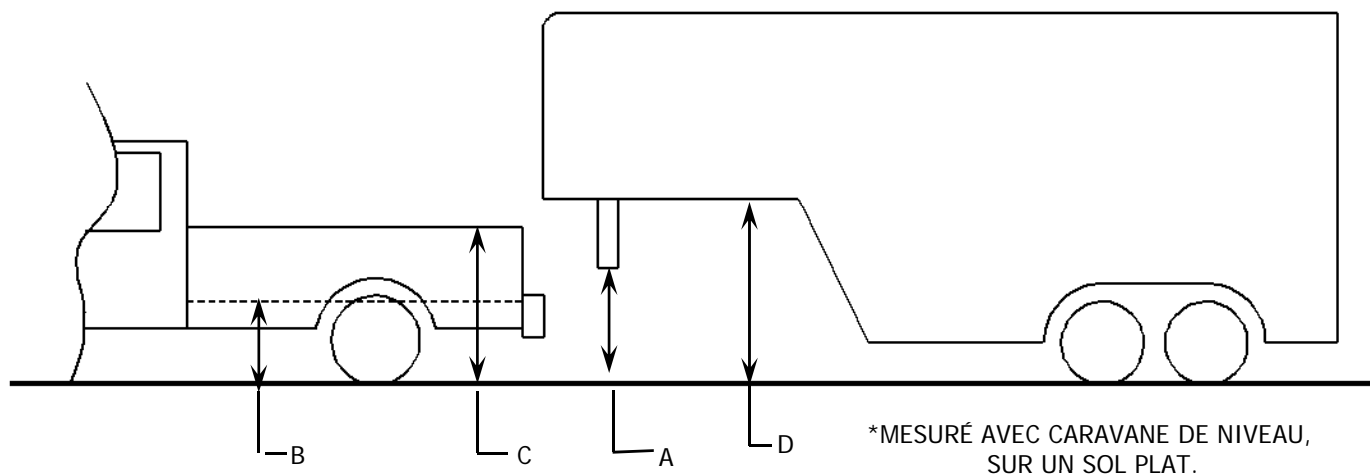 B
C
A
D
*MESURÉ AVEC CARAVANE DE NIVEAU,
SUR UN SOL PLAT.